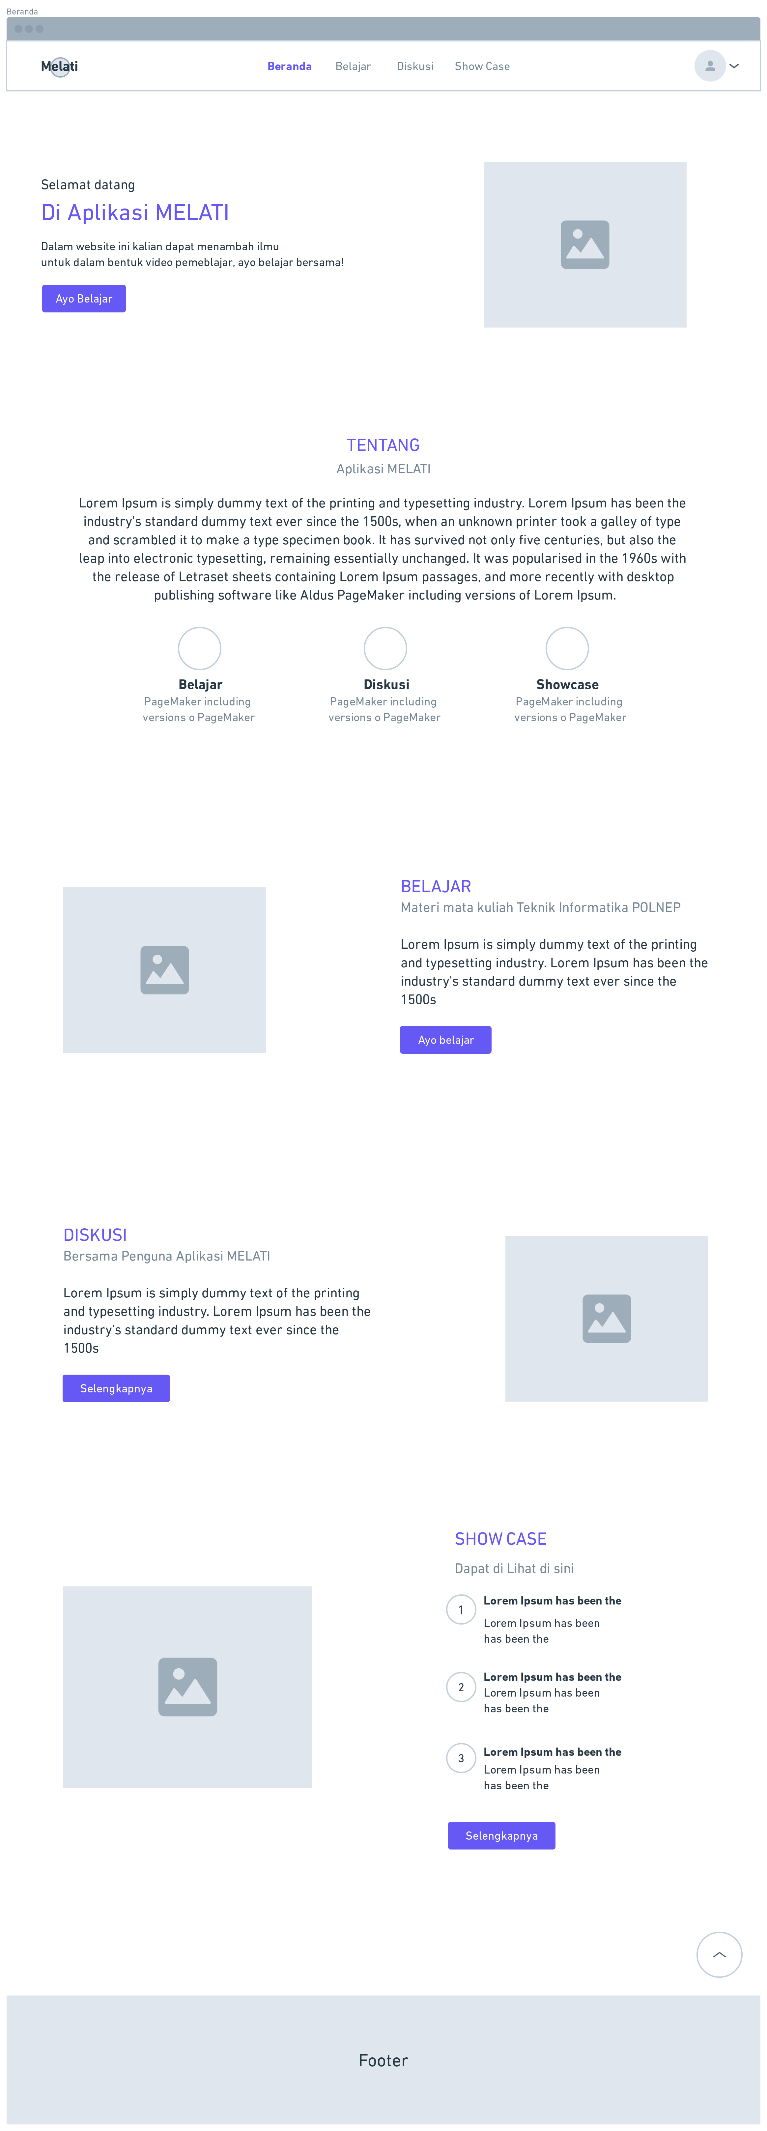 Beranda
Melati
Beranda
Belajar
Diskusi
Show Case
Selamat datang
Di Aplikasi MELATI
Dalam website ini kalian dapat menambah ilmu
untuk dalam bentuk video pemeblajar, ayo belajar bersama!
Ayo Belajar
TENTANG
Aplikasi MELATI
Lorem Ipsum is simply dummy text of the printing and typesetting industry. Lorem Ipsum has been the
industry's standard dummy text ever since the 1500s, when an unknown printer took a galley of type
and scrambled it to make a type specimen book. It has survived not only five centuries, but also the
leap into electronic typesetting, remaining essentially unchanged. It was popularised in the 1960s with
the release of Letraset sheets containing Lorem Ipsum passages, and more recently with desktop
publishing software like Aldus PageMaker including versions of Lorem Ipsum.
Belajar
PageMaker including
versions o PageMaker
Diskusi
PageMaker including
versions o PageMaker
Showcase
PageMaker including
versions o PageMaker
BELAJAR
Materi mata kuliah Teknik Informatika POLNEP
Lorem Ipsum is simply dummy text of the printing
and typesetting industry. Lorem Ipsum has been the
industry's standard dummy text ever since the
1500s
Ayo belajar
DISKUSI
Bersama Penguna Aplikasi MELATI
Lorem Ipsum is simply dummy text of the printing
and typesetting industry. Lorem Ipsum has been the
industry's standard dummy text ever since the
1500s
Selengkapnya
SHOW CASE
Dapat di Lihat di sini
1
Lorem Ipsum has been the
Lorem Ipsum has been
has been the
2
Lorem Ipsum has been the
Lorem Ipsum has been
has been the
3
Lorem Ipsum has been the
Lorem Ipsum has been
has been the
Selengkapnya
Footer